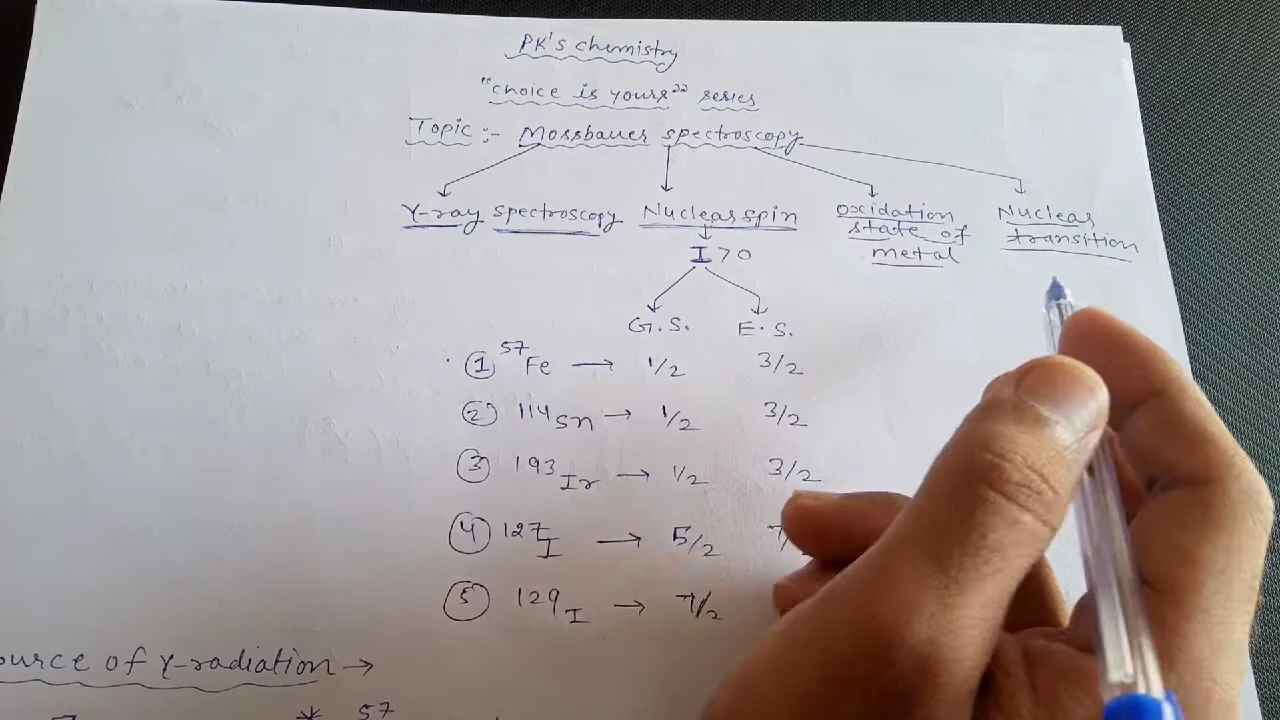 PK's chemistry
"choice is yours" series
Topic :- Mossbauer spectroscopy
γ-ray spectroscopy Nuclear spin oxidation state of metal Nuclear transition
I > 0
G.S. E.S.
① 57Fe → 1/2 3/2
② 114Sn → 1/2 3/2
③ 193Ir → 1/2 3/2
④ 127I → 5/2
⑤ 129I → 7/2
of γ-radiation →
* 57